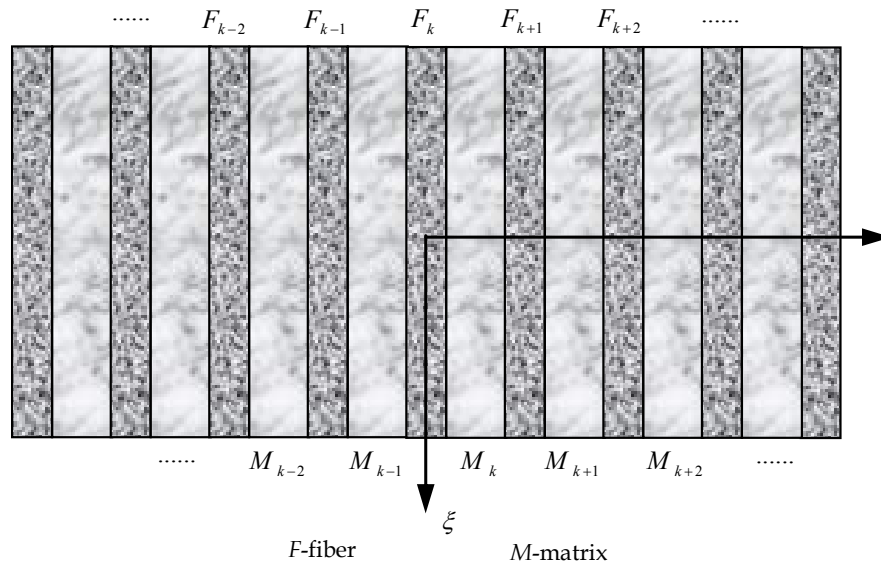 ...... F_{k-2} F_{k-1} F_k F_{k+1} F_{k+2} ......
...... M_{k-2} M_{k-1} M_k M_{k+1} M_{k+2} ......
ξ
F-fiber M-matrix